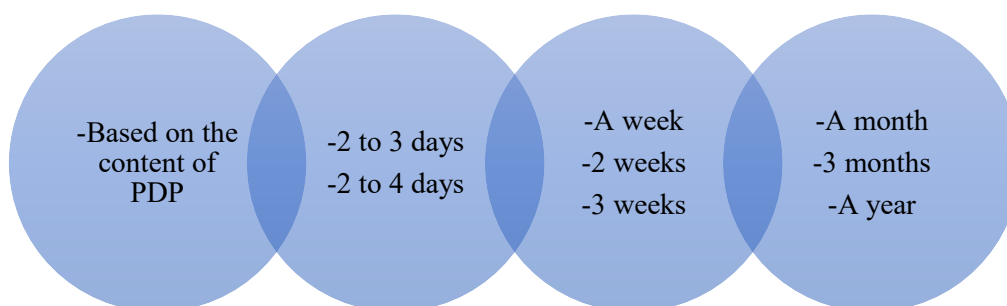 -Based on the
content of
PDP
-2 to 3 days
-2 to 4 days
-A week
-2 weeks
-3 weeks
-A month
-3 months
-A year